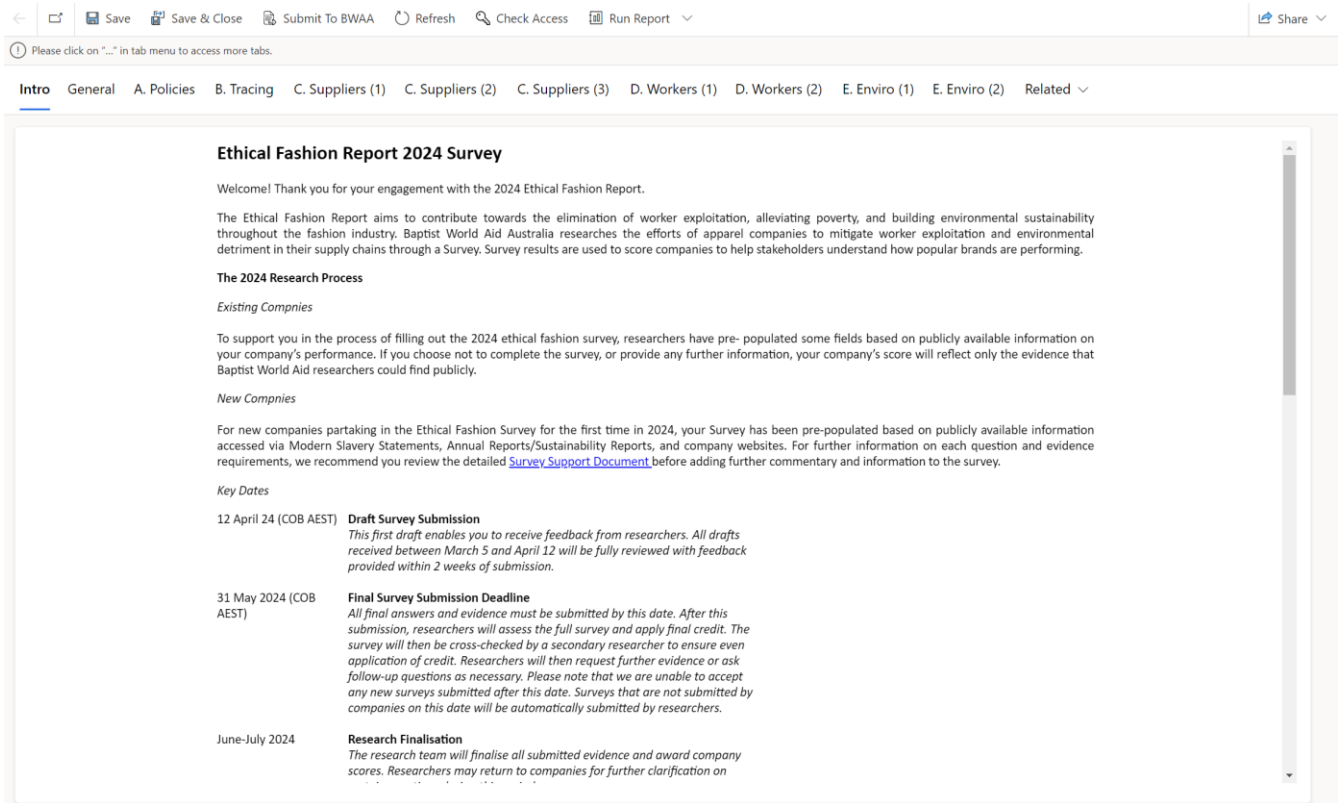 Save
Save & Close
Submit To BWAA
Refresh
Check Access
Run Report
Share
Please click on "..." in tab menu to access more tabs.
Intro General A. Policies B. Tracing C. Suppliers (1) C. Suppliers (2) C. Suppliers (3) D. Workers (1) D. Workers (2) E. Enviro (1) E. Enviro (2) Related
Ethical Fashion Report 2024 Survey
Welcome! Thank you for your engagement with the 2024 Ethical Fashion Report.
The Ethical Fashion Report aims to contribute towards the elimination of worker exploitation, alleviating poverty, and building environmental sustainability
throughout the fashion industry. Baptist World Aid Australia researches the efforts of apparel companies to mitigate worker exploitation and environmental
detriment in their supply chains through a Survey. Survey results are used to score companies to help stakeholders understand how popular brands are performing.
The 2024 Research Process
Existing Compnies
To support you in the process of filling out the 2024 ethical fashion survey, researchers have pre- populated some fields based on publicly available information on
your company's performance. If you choose not to complete the survey, or provide any further information, your company's score will reflect only the evidence that
Baptist World Aid researchers could find publicly.
New Compnies
For new companies partaking in the Ethical Fashion Survey for the first time in 2024, your Survey has been pre-populated based on publicly available information
accessed via Modern Slavery Statements, Annual Reports/Sustainability Reports, and company websites. For further information on each question and evidence
requirements, we recommend you review the detailed Survey Support Document before adding further commentary and information to the survey.
Key Dates
12 April 24 (COB AEST) Draft Survey Submission
This first draft enables you to receive feedback from researchers. All drafts
received between March 5 and April 12 will be fully reviewed with feedback
provided within 2 weeks of submission.
31 May 2024 (COB Final Survey Submission Deadline
AEST) All final answers and evidence must be submitted by this date. After this
submission, researchers will assess the full survey and apply final credit. The
survey will then be cross-checked by a secondary researcher to ensure even
application of credit. Researchers will then request further evidence or ask
follow-up questions as necessary. Please note that we are unable to accept
any new surveys submitted after this date. Surveys that are not submitted by
companies on this date will be automatically submitted by researchers.
June-July 2024 Research Finalisation
The research team will finalise all submitted evidence and award company
scores. Researchers may return to companies for further clarification on